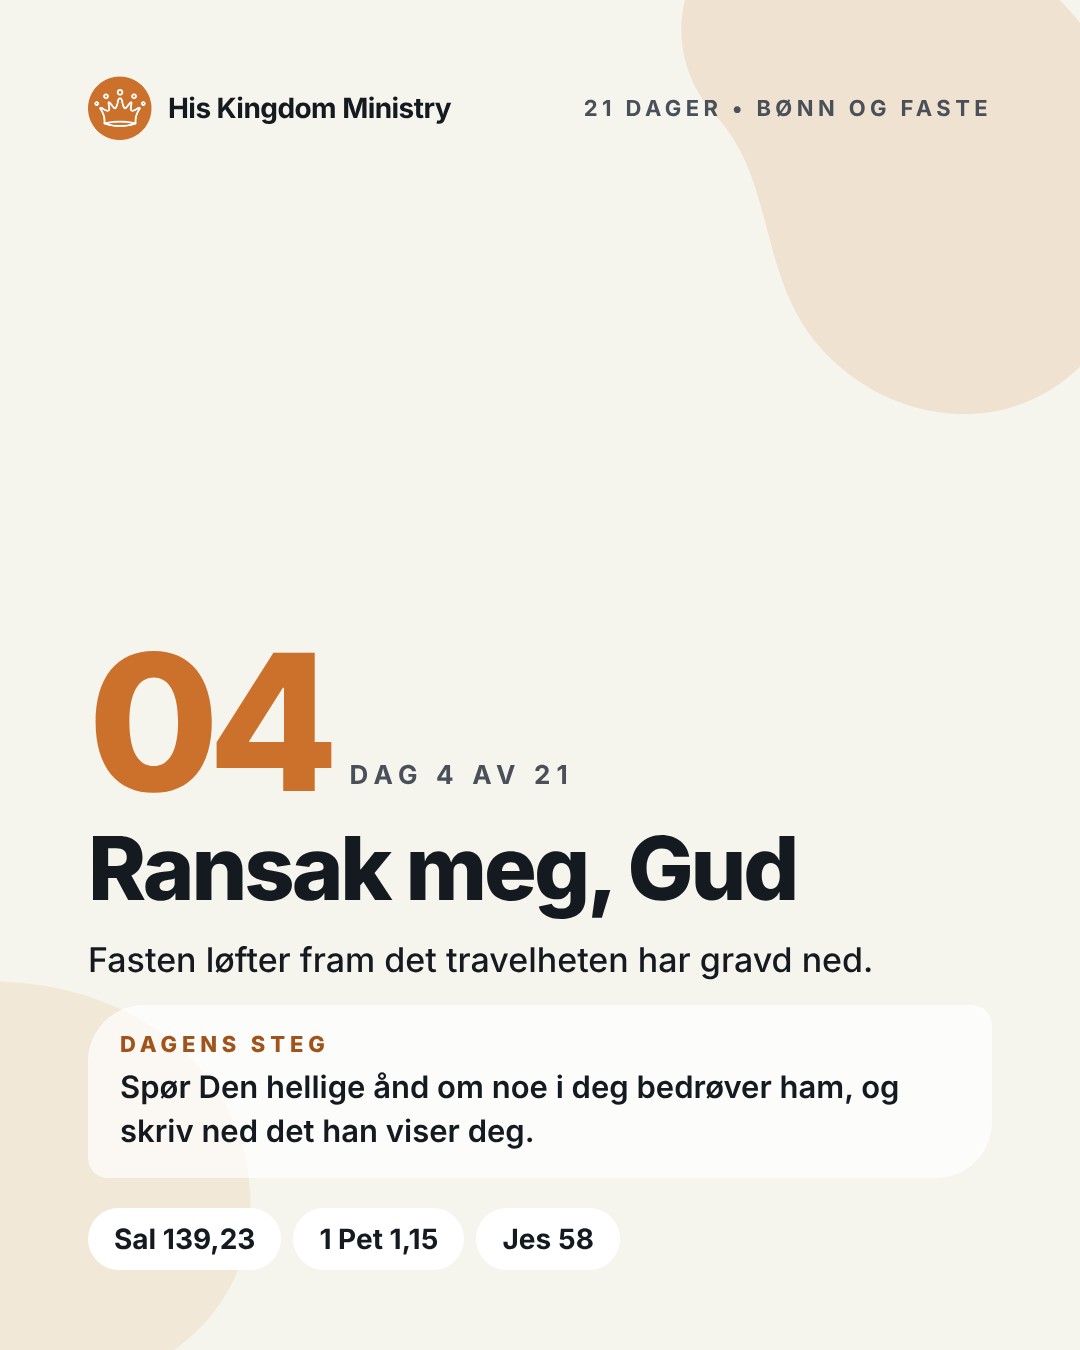 His Kingdom Ministry
21 DAGER • BØNN OG FASTE
04
DAG 4 AV 21
Ransak meg, Gud
Fasten løfter fram det travelheten har gravd ned.
DAGENS STEG
Spør Den hellige ånd om noe i deg bedrøver ham, og
skriv ned det han viser deg.
Sal 139,23
1 Pet 1,15
Jes 58